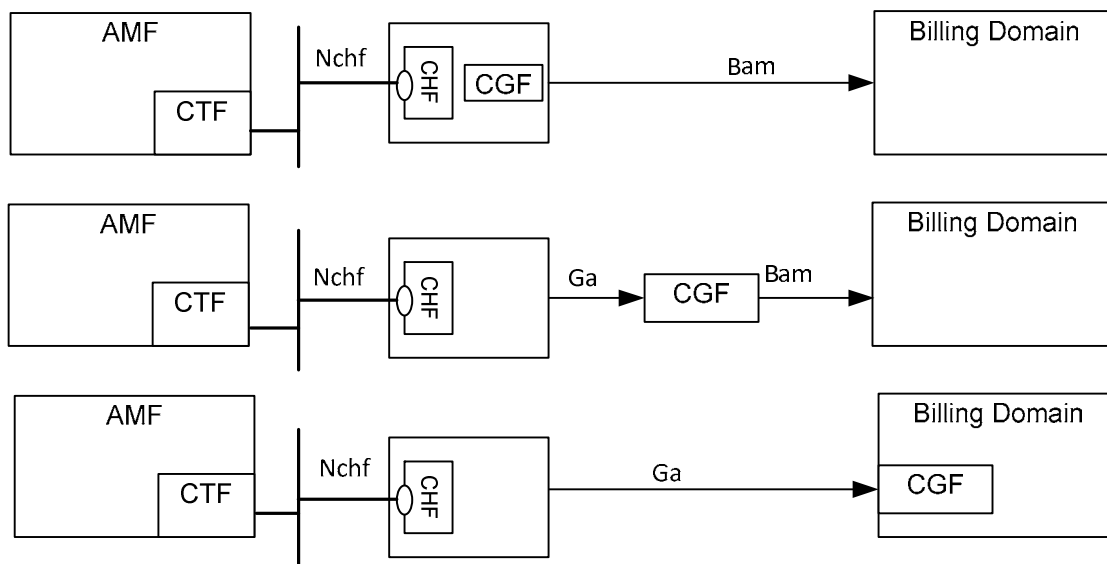 AMF
Billing Domain
Nchf
CHF
CGF
Bam
CTF
AMF
Billing Domain
Nchf
CHF
Ga
CGF
Bam
CTF
AMF
Billing Domain
Nchf
CHF
Ga
CGF
CTF